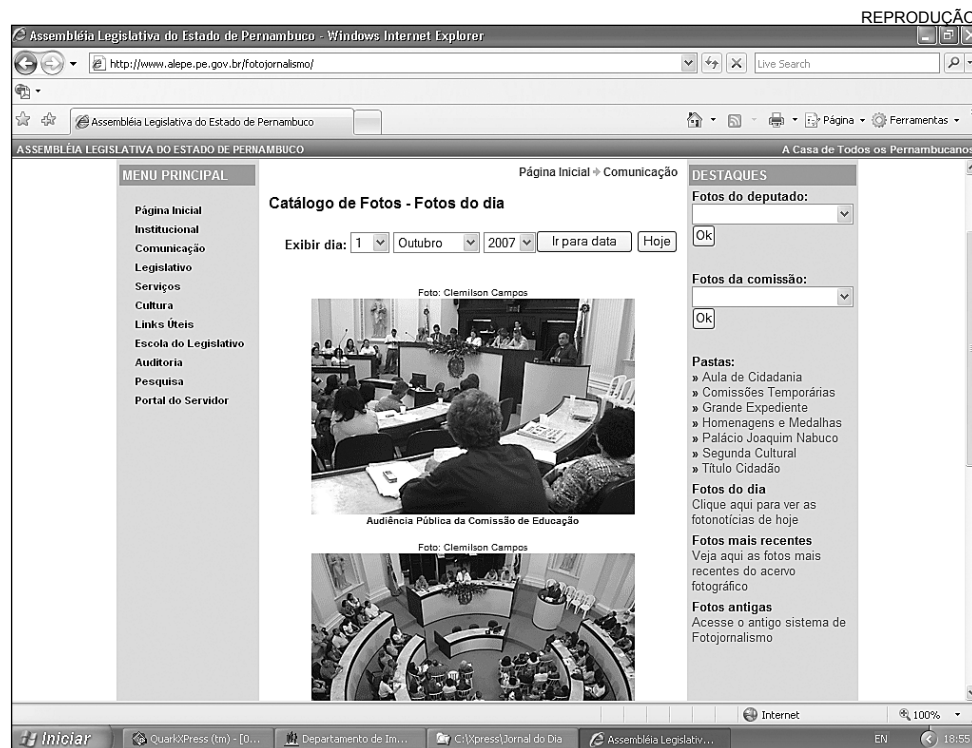 REPRODUÇÃO
Assembléia Legislativa do Estado de Pernambuco - Windows Internet Explorer
http://www.alepe.pe.gov.br/fotojornalismo/
Live Search
Assembléia Legislativa do Estado de Pernambuco
Página
Ferramentas
ASSEMBLÉIA LEGISLATIVA DO ESTADO DE PERNAMBUCO
A Casa de Todos os Pernambucanos
MENU PRINCIPAL
Página Inicial
Institucional
Comunicação
Legislativo
Serviços
Cultura
Links Úteis
Escola do Legislativo
Auditoria
Pesquisa
Portal do Servidor
Página Inicial Comunicação
Catálogo de Fotos - Fotos do dia
Exibir dia: 1 Outubro 2007 Ir para data Hoje
Foto: Clemilson Campos
Audiência Pública da Comissão de Educação
Foto: Clemilson Campos
DESTAQUES
Fotos do deputado:
Ok
Fotos da comissão:
Ok
Pastas:
» Aula de Cidadania
» Comissões Temporárias
» Grande Expediente
» Homenagens e Medalhas
» Palácio Joaquim Nabuco
» Segunda Cultural
» Título Cidadão
Fotos do dia
Clique aqui para ver as
fotonotícias de hoje
Fotos mais recentes
Veja aqui as fotos mais
recentes do acervo
fotográfico
Fotos antigas
Acesse o antigo sistema de
Fotojornalismo
Internet
100%
Iniciar
QuarkXPress (tm) - [0...
Departamento de Im...
C:\Xpress\Jornal do Dia
Assembléia Legislativ...
EN
18:55